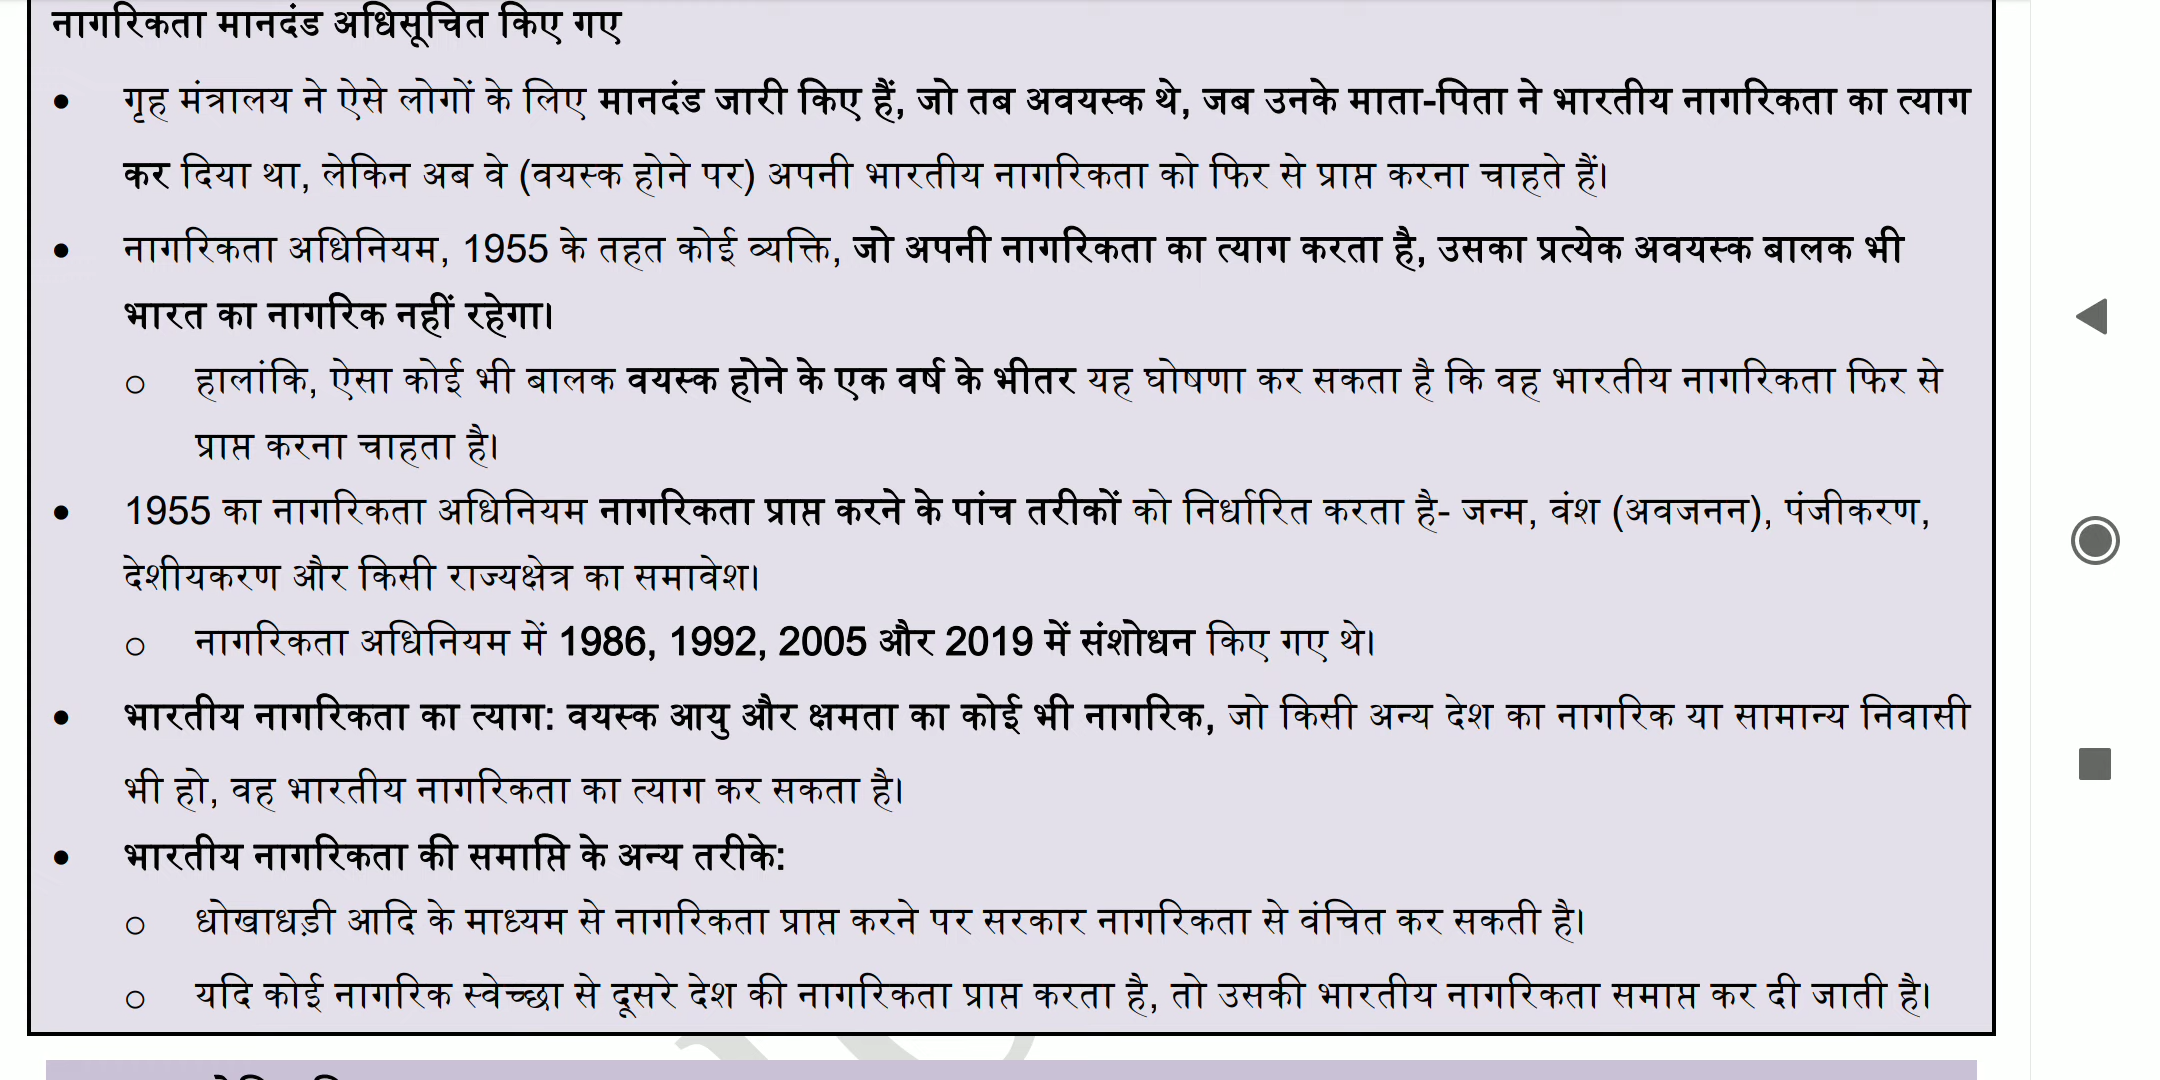 नागरिकता मानदंड अधिसूचित किए गए
● गृह मंत्रालय ने ऐसे लोगों के लिए मानदंड जारी किए हैं, जो तब अवयस्क थे, जब उनके माता-पिता ने भारतीय नागरिकता का त्याग
कर दिया था, लेकिन अब वे (वयस्क होने पर) अपनी भारतीय नागरिकता को फिर से प्राप्त करना चाहते हैं।
● नागरिकता अधिनियम, 1955 के तहत कोई व्यक्ति, जो अपनी नागरिकता का त्याग करता है, उसका प्रत्येक अवयस्क बालक भी
भारत का नागरिक नहीं रहेगा।
○ हालांकि, ऐसा कोई भी बालक वयस्क होने के एक वर्ष के भीतर यह घोषणा कर सकता है कि वह भारतीय नागरिकता फिर से
प्राप्त करना चाहता है।
● 1955 का नागरिकता अधिनियम नागरिकता प्राप्त करने के पांच तरीकों को निर्धारित करता है- जन्म, वंश (अवजनन), पंजीकरण,
देशीयकरण और किसी राज्यक्षेत्र का समावेश।
○ नागरिकता अधिनियम में 1986, 1992, 2005 और 2019 में संशोधन किए गए थे।
● भारतीय नागरिकता का त्याग: वयस्क आयु और क्षमता का कोई भी नागरिक, जो किसी अन्य देश का नागरिक या सामान्य निवासी
भी हो, वह भारतीय नागरिकता का त्याग कर सकता है।
● भारतीय नागरिकता की समाप्ति के अन्य तरीके:
○ धोखाधड़ी आदि के माध्यम से नागरिकता प्राप्त करने पर सरकार नागरिकता से वंचित कर सकती है।
○ यदि कोई नागरिक स्वेच्छा से दूसरे देश की नागरिकता प्राप्त करता है, तो उसकी भारतीय नागरिकता समाप्त कर दी जाती है।